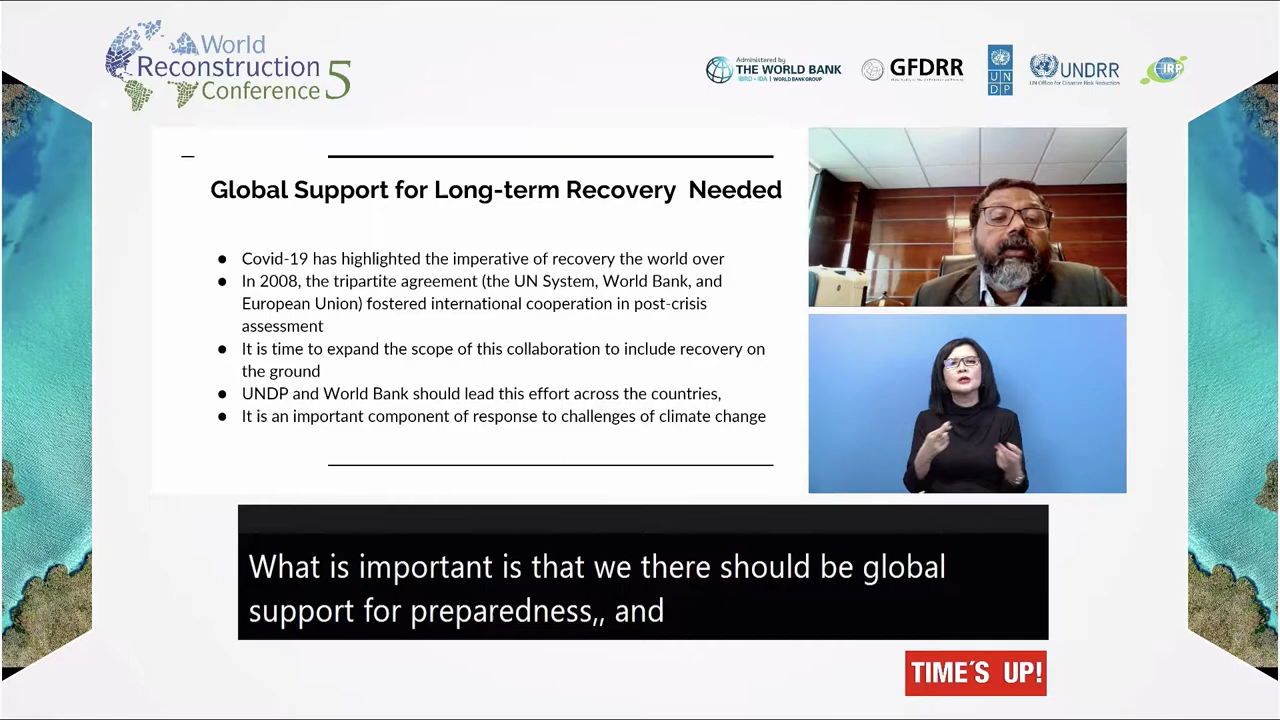 World
Reconstruction
Conference 5
Administered by
THE WORLD BANK
IBRD • IDA | WORLD BANK GROUP
GFDRR
UN
DP
UNDRR
UN Office for Disaster Risk Reduction
IRP
Global Support for Long-term Recovery  Needed
● Covid-19 has highlighted the imperative of recovery the world over
● In 2008, the tripartite agreement (the UN System, World Bank, and
European Union) fostered international cooperation in post-crisis
assessment
● It is time to expand the scope of this collaboration to include recovery on
the ground
● UNDP and World Bank should lead this effort across the countries,
● It is an important component of response to challenges of climate change
What is important is that we there should be global
support for preparedness,, and
TIME´S UP!